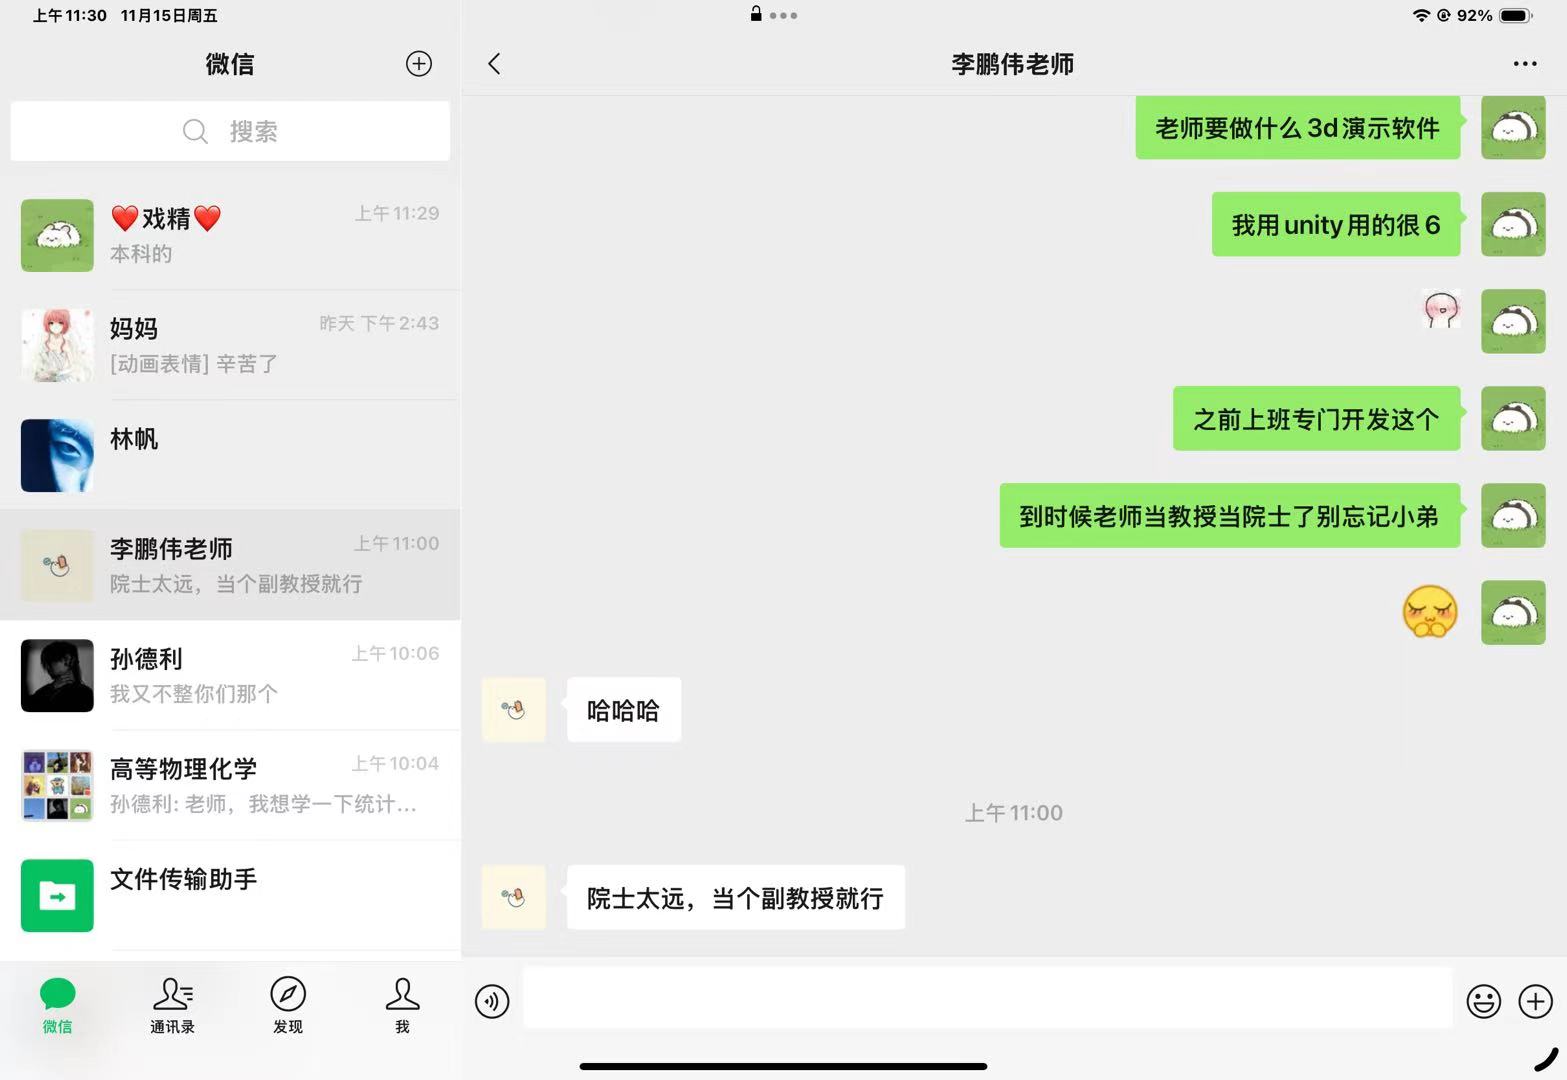 上午11:30 11月15日周五
92%
微信
搜索
❤️戏精❤️
上午11:29
本科的
妈妈
昨天 下午2:43
[动画表情] 辛苦了
林帆
李鹏伟老师
上午11:00
院士太远，当个副教授就行
孙德利
上午10:06
我又不整你们那个
高等物理化学
上午10:04
孙德利: 老师，我想学一下统计...
文件传输助手
微信
通讯录
发现
我
李鹏伟老师
老师要做什么3d演示软件
我用unity用的很6
之前上班专门开发这个
到时候老师当教授当院士了别忘记小弟
哈哈哈
上午11:00
院士太远，当个副教授就行